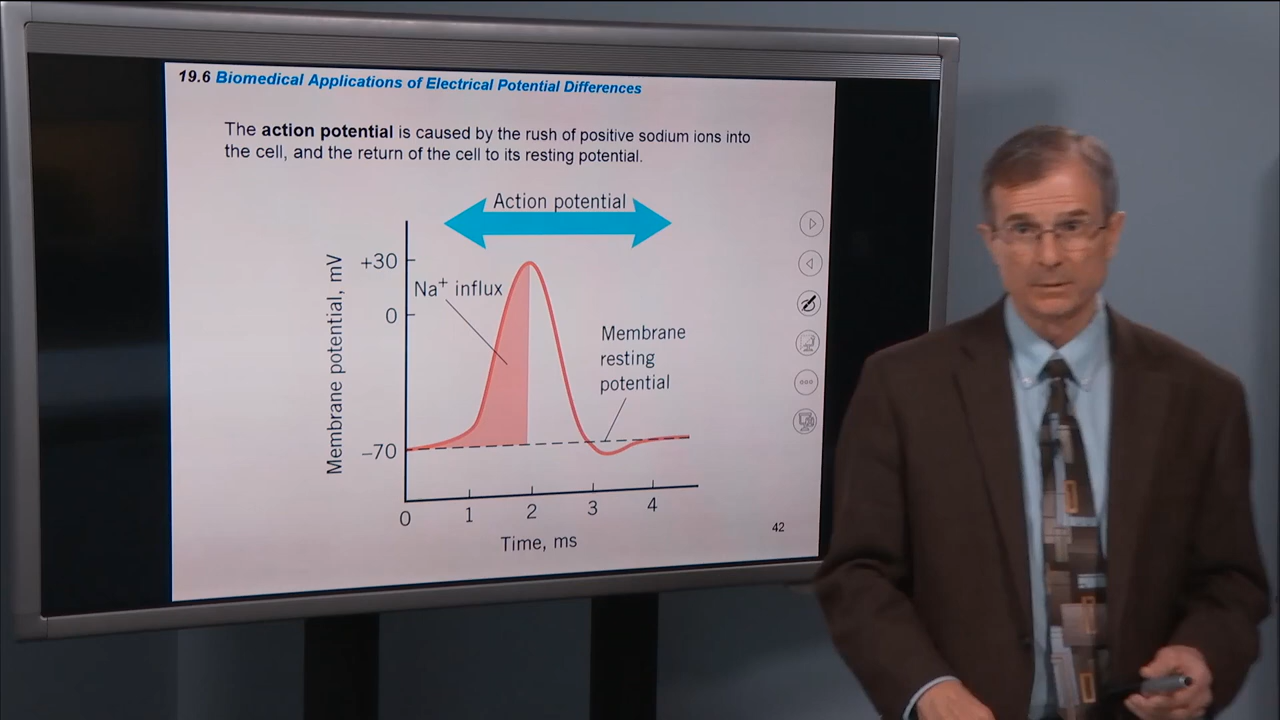 19.6 Biomedical Applications of Electrical Potential Differences
The action potential is caused by the rush of positive sodium ions into
the cell, and the return of the cell to its resting potential.
Action potential
+30
Na+ influx
0
Membrane
resting
potential
Membrane potential, mV
–70
0 1 2 3 4
Time, ms
42